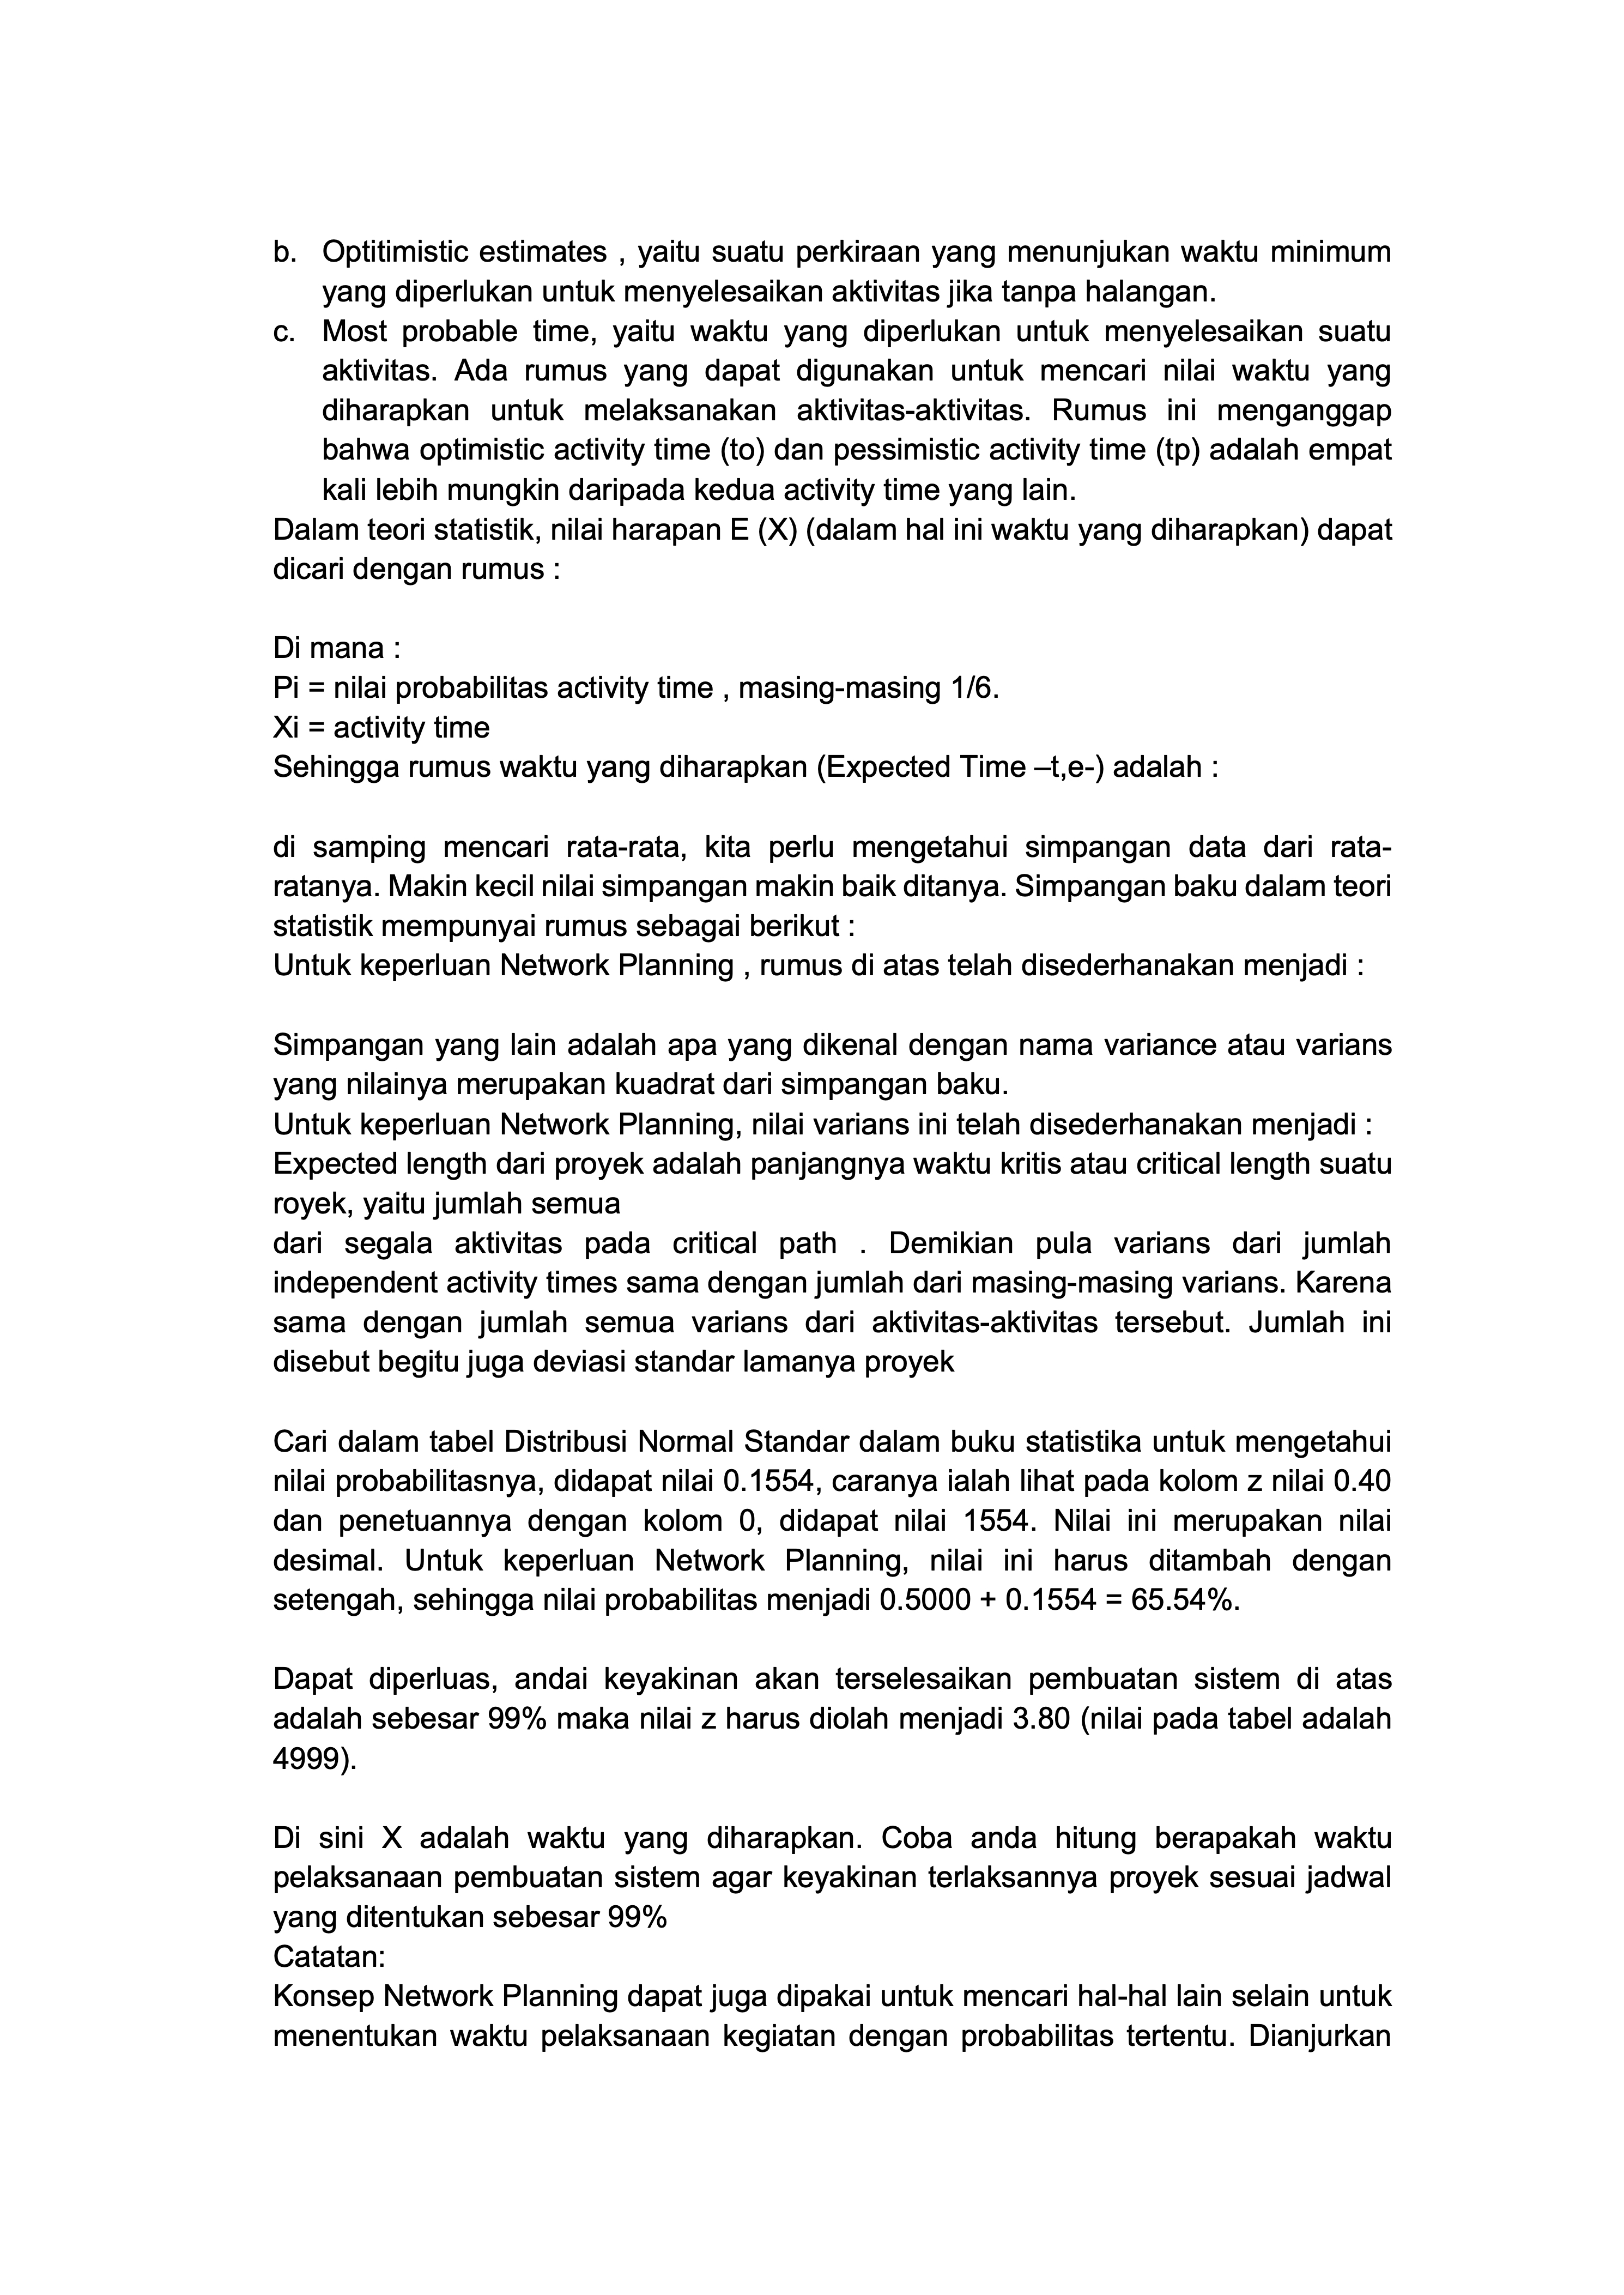 b. Optitimistic estimates , yaitu suatu perkiraan yang menunjukan waktu minimum
yang diperlukan untuk menyelesaikan aktivitas jika tanpa halangan.
c. Most probable time, yaitu waktu yang diperlukan untuk menyelesaikan suatu
aktivitas. Ada rumus yang dapat digunakan untuk mencari nilai waktu yang
diharapkan untuk melaksanakan aktivitas-aktivitas. Rumus ini menganggap
bahwa optimistic activity time (to) dan pessimistic activity time (tp) adalah empat
kali lebih mungkin daripada kedua activity time yang lain.
Dalam teori statistik, nilai harapan E (X) (dalam hal ini waktu yang diharapkan) dapat
dicari dengan rumus :
Di mana :
Pi = nilai probabilitas activity time , masing-masing 1/6.
Xi = activity time
Sehingga rumus waktu yang diharapkan (Expected Time –t,e-) adalah :
di samping mencari rata-rata, kita perlu mengetahui simpangan data dari rata-
ratanya. Makin kecil nilai simpangan makin baik ditanya. Simpangan baku dalam teori
statistik mempunyai rumus sebagai berikut :
Untuk keperluan Network Planning , rumus di atas telah disederhanakan menjadi :
Simpangan yang lain adalah apa yang dikenal dengan nama variance atau varians
yang nilainya merupakan kuadrat dari simpangan baku.
Untuk keperluan Network Planning, nilai varians ini telah disederhanakan menjadi :
Expected length dari proyek adalah panjangnya waktu kritis atau critical length suatu
royek, yaitu jumlah semua
dari segala aktivitas pada critical path . Demikian pula varians dari jumlah
independent activity times sama dengan jumlah dari masing-masing varians. Karena
sama dengan jumlah semua varians dari aktivitas-aktivitas tersebut. Jumlah ini
disebut begitu juga deviasi standar lamanya proyek
Cari dalam tabel Distribusi Normal Standar dalam buku statistika untuk mengetahui
nilai probabilitasnya, didapat nilai 0.1554, caranya ialah lihat pada kolom z nilai 0.40
dan penetuannya dengan kolom 0, didapat nilai 1554. Nilai ini merupakan nilai
desimal. Untuk keperluan Network Planning, nilai ini harus ditambah dengan
setengah, sehingga nilai probabilitas menjadi 0.5000 + 0.1554 = 65.54%.
Dapat diperluas, andai keyakinan akan terselesaikan pembuatan sistem di atas
adalah sebesar 99% maka nilai z harus diolah menjadi 3.80 (nilai pada tabel adalah
4999).
Di sini X adalah waktu yang diharapkan. Coba anda hitung berapakah waktu
pelaksanaan pembuatan sistem agar keyakinan terlaksannya proyek sesuai jadwal
yang ditentukan sebesar 99%
Catatan:
Konsep Network Planning dapat juga dipakai untuk mencari hal-hal lain selain untuk
menentukan waktu pelaksanaan kegiatan dengan probabilitas tertentu. Dianjurkan